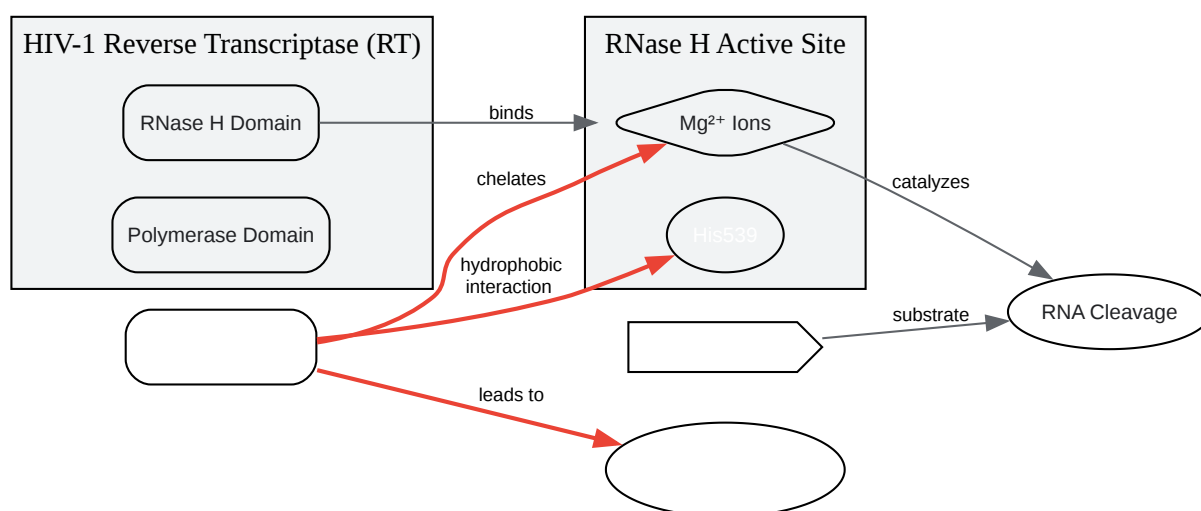 HIV-1 Reverse Transcriptase (RT)
RNase H Active Site
RNase H Domain
binds
Mg²⁺ Ions
chelates
catalyzes
Polymerase Domain
His539
hydrophobic
interaction
substrate
RNA Cleavage
leads to